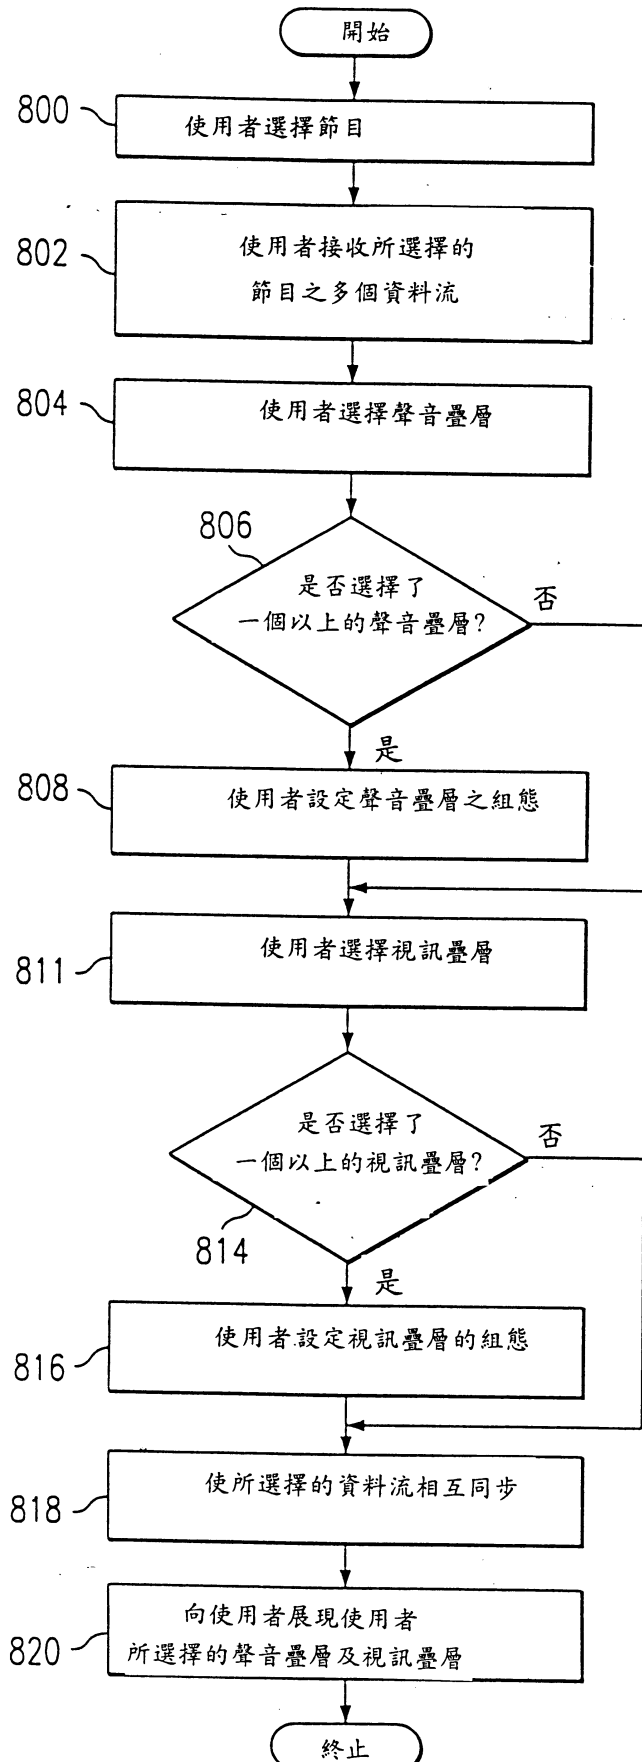 開始
800
使用者選擇節目
802
使用者接收所選擇的
節目之多個資料流
804
使用者選擇聲音疊層
806
是否選擇了
一個以上的聲音疊層?
否
是
808
使用者設定聲音疊層之組態
811
使用者選擇視訊疊層
是否選擇了
一個以上的視訊疊層?
否
814
是
816
使用者設定視訊疊層的組態
818
使所選擇的資料流相互同步
820
向使用者展現使用者
所選擇的聲音疊層及視訊疊層
終止